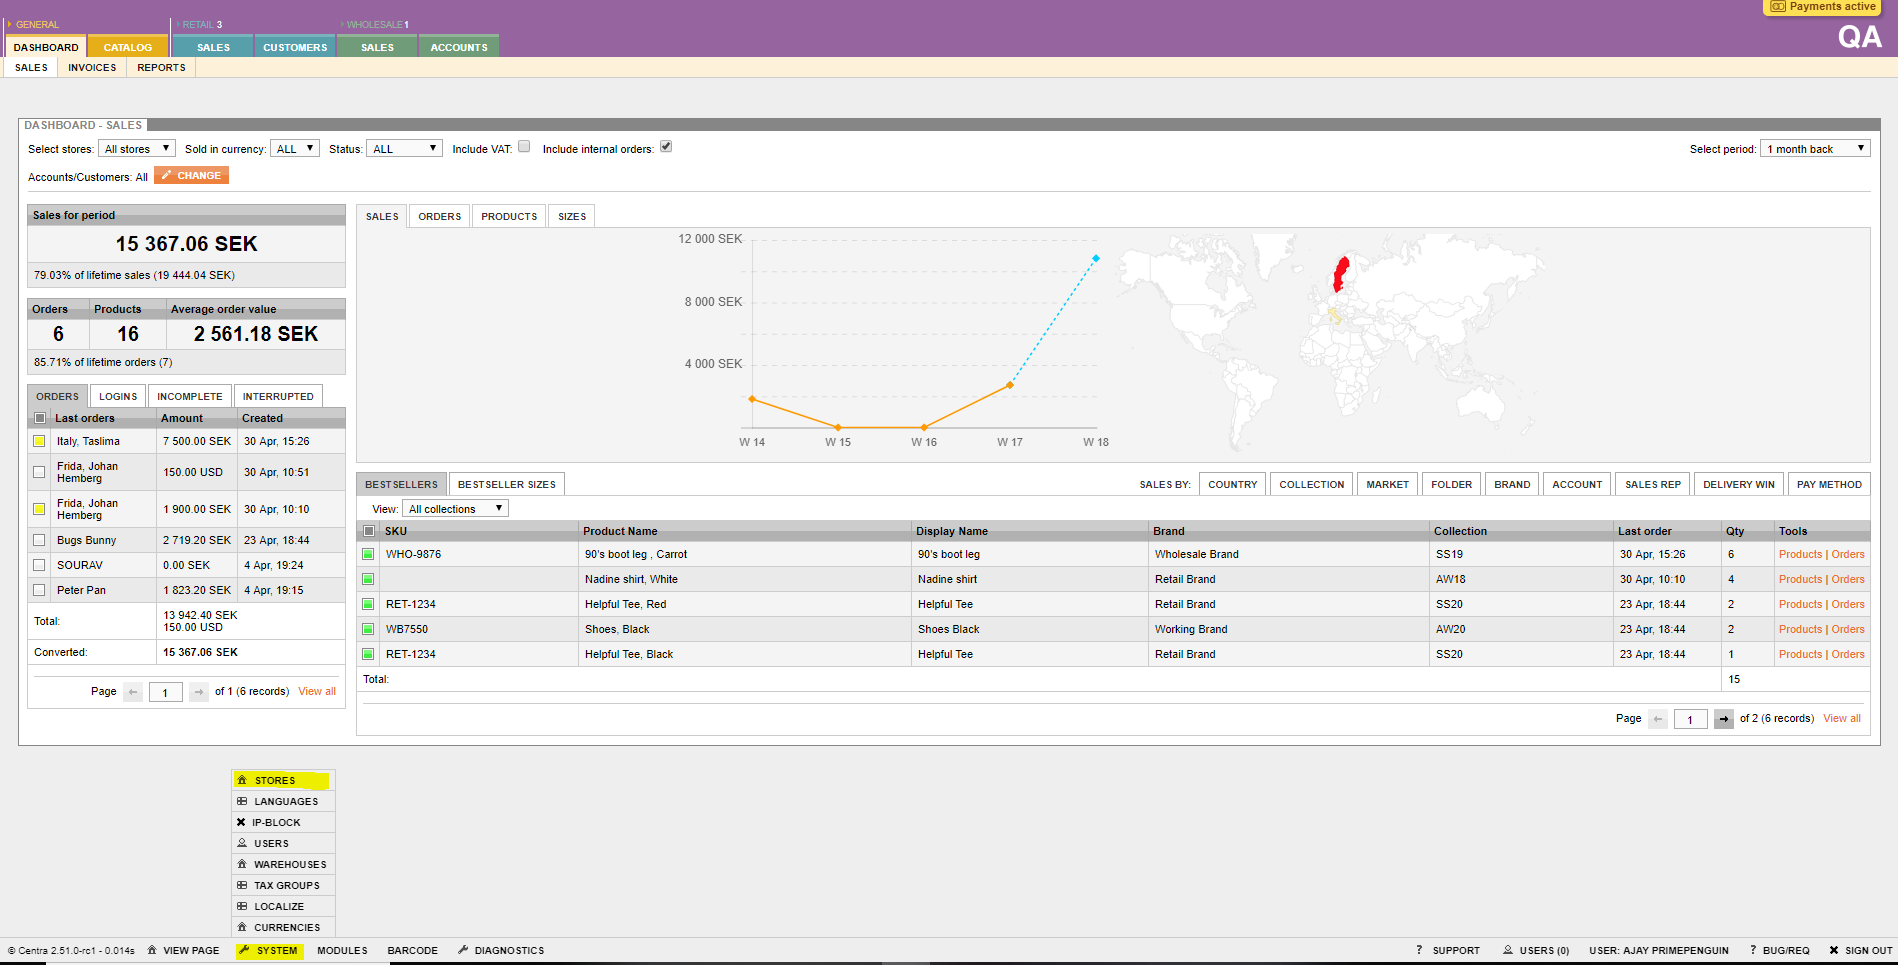 GENERAL
RETAIL 3
WHOLESALE 1
Payments active
DASHBOARD
CATALOG
SALES
CUSTOMERS
SALES
ACCOUNTS
QA
SALES
INVOICES
REPORTS
DASHBOARD - SALES
Select stores: All stores Sold in currency: ALL Status: ALL Include VAT: Include internal orders:
Select period: 1 month back
Accounts/Customers: All CHANGE
Sales for period
15 367.06 SEK
79.03% of lifetime sales (19 444.04 SEK)
Orders Products Average order value
6 16 2 561.18 SEK
85.71% of lifetime orders (7)
ORDERS LOGINS INCOMPLETE INTERRUPTED
Last orders Amount Created
Italy, Taslima 7 500.00 SEK 30 Apr, 15:26
Frida, Johan
Hemberg 150.00 USD 30 Apr, 10:51
Frida, Johan
Hemberg 1 900.00 SEK 30 Apr, 10:10
Bugs Bunny 2 719.20 SEK 23 Apr, 18:44
SOURAV 0.00 SEK 4 Apr, 19:24
Peter Pan 1 823.20 SEK 4 Apr, 19:15
Total: 13 942.40 SEK
150.00 USD
Converted: 15 367.06 SEK
Page ← 1 → of 1 (6 records) View all
SALES ORDERS PRODUCTS SIZES
12 000 SEK
8 000 SEK
4 000 SEK
W 14 W 15 W 16 W 17 W 18
BESTSELLERS BESTSELLER SIZES
SALES BY: COUNTRY COLLECTION MARKET FOLDER BRAND ACCOUNT SALES REP DELIVERY WIN PAY METHOD
View: All collections
SKU Product Name Display Name Brand Collection Last order Qty Tools
WHO-9876 90's boot leg , Carrot 90's boot leg Wholesale Brand SS19 30 Apr, 15:26 6 Products | Orders
Nadine shirt, White Nadine shirt Retail Brand AW18 30 Apr, 10:10 4 Products | Orders
RET-1234 Helpful Tee, Red Helpful Tee Retail Brand SS20 23 Apr, 18:44 2 Products | Orders
WB7550 Shoes, Black Shoes Black Working Brand AW20 23 Apr, 18:44 2 Products | Orders
RET-1234 Helpful Tee, Black Helpful Tee Retail Brand SS20 23 Apr, 18:44 1 Products | Orders
Total: 15
Page ← 1 → of 2 (6 records) View all
STORES
LANGUAGES
IP-BLOCK
USERS
WAREHOUSES
TAX GROUPS
LOCALIZE
CURRENCIES
© Centra 2.51.0-rc1 - 0.014s VIEW PAGE SYSTEM MODULES BARCODE DIAGNOSTICS
? SUPPORT USERS (0) USER: AJAY PRIMEPENGUIN ? BUG/REQ SIGN OUT